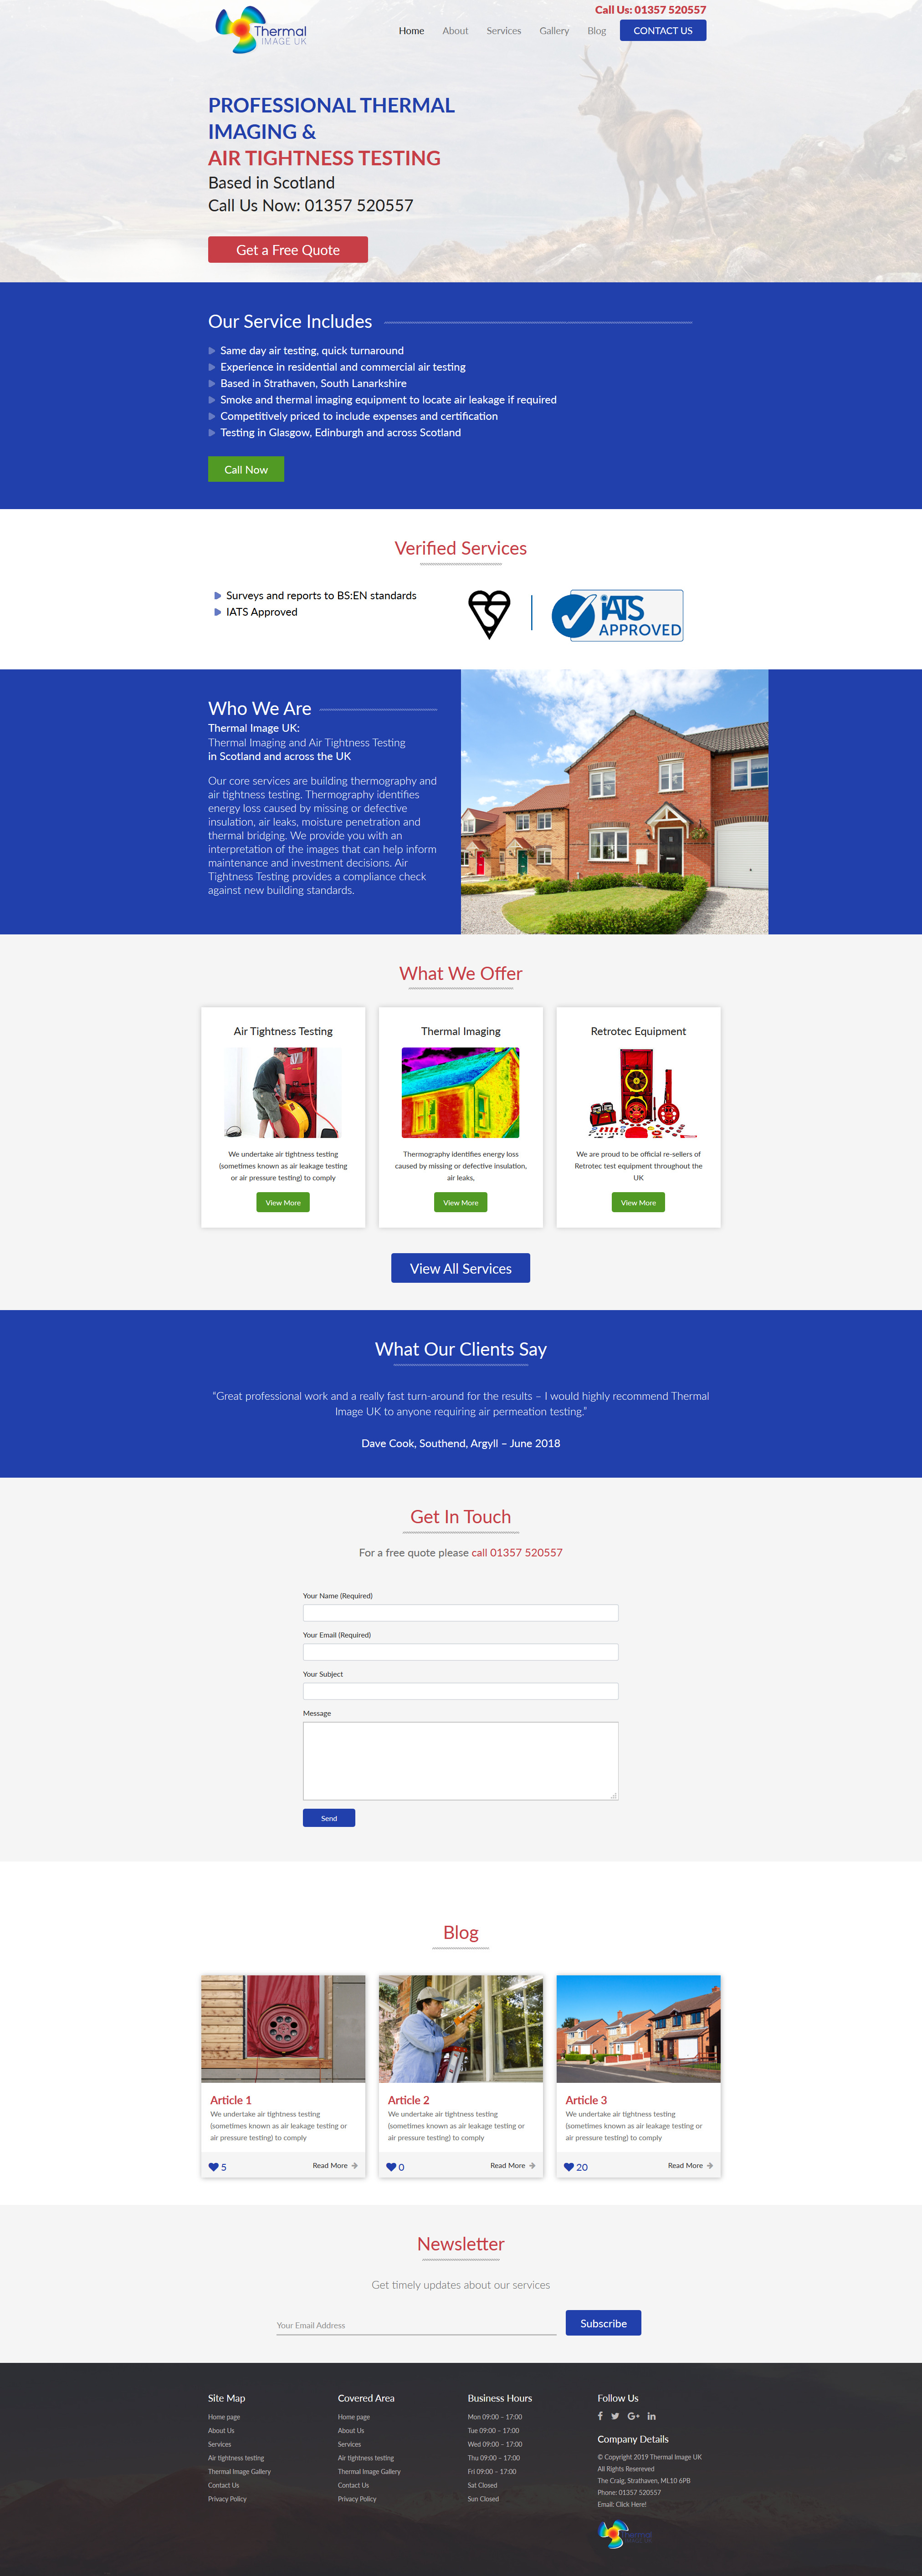 Thermal
IMAGE UK
Call Us: 01357 520557
Home
About
Services
Gallery
Blog
CONTACT US
PROFESSIONAL THERMAL
IMAGING &
AIR TIGHTNESS TESTING
Based in Scotland
Call Us Now: 01357 520557
Get a Free Quote
Our Service Includes
Same day air testing, quick turnaround
Experience in residential and commercial air testing
Based in Strathaven, South Lanarkshire
Smoke and thermal imaging equipment to locate air leakage if required
Competitively priced to include expenses and certification
Testing in Glasgow, Edinburgh and across Scotland
Call Now
Verified Services
Surveys and reports to BS:EN standards
IATS Approved
iATS
APPROVED
Who We Are
Thermal Image UK:
Thermal Imaging and Air Tightness Testing
in Scotland and across the UK
Our core services are building thermography and
air tightness testing. Thermography identifies
energy loss caused by missing or defective
insulation, air leaks, moisture penetration and
thermal bridging. We provide you with an
interpretation of the images that can help inform
maintenance and investment decisions. Air
Tightness Testing provides a compliance check
against new building standards.
What We Offer
Air Tightness Testing
We undertake air tightness testing
(sometimes known as air leakage testing
or air pressure testing) to comply
View More
Thermal Imaging
Thermography identifies energy loss
caused by missing or defective insulation,
air leaks,
View More
Retrotec Equipment
We are proud to be official re-sellers of
Retrotec test equipment throughout the
UK
View More
View All Services
What Our Clients Say
“Great professional work and a really fast turn-around for the results – I would highly recommend Thermal
Image UK to anyone requiring air permeation testing.”
Dave Cook, Southend, Argyll – June 2018
Get In Touch
For a free quote please call 01357 520557
Your Name (Required)
Your Email (Required)
Your Subject
Message
Send
Blog
Article 1
We undertake air tightness testing
(sometimes known as air leakage testing or
air pressure testing) to comply
5
Read More
Article 2
We undertake air tightness testing
(sometimes known as air leakage testing or
air pressure testing) to comply
0
Read More
Article 3
We undertake air tightness testing
(sometimes known as air leakage testing or
air pressure testing) to comply
20
Read More
Newsletter
Get timely updates about our services
Your Email Address
Subscribe
Site Map
Home page
About Us
Services
Air tightness testing
Thermal Image Gallery
Contact Us
Privacy Policy
Covered Area
Home page
About Us
Services
Air tightness testing
Thermal Image Gallery
Contact Us
Privacy Policy
Business Hours
Mon 09:00 – 17:00
Tue 09:00 – 17:00
Wed 09:00 – 17:00
Thu 09:00 – 17:00
Fri 09:00 – 17:00
Sat Closed
Sun Closed
Follow Us
Company Details
© Copyright 2019 Thermal Image UK
All Rights Resereved
The Craig, Strathaven, ML10 6PB
Phone: 01357 520557
Email: Click Here!
Thermal
IMAGE UK